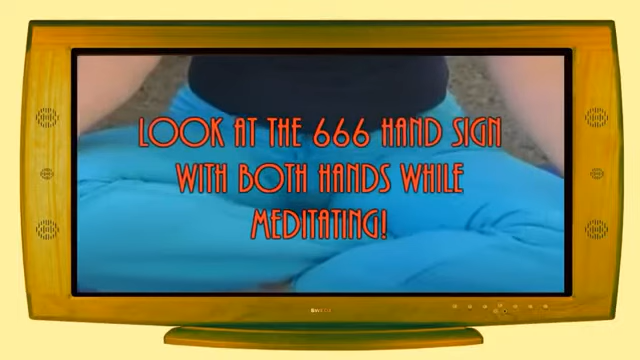 LOOK AT THE 666 HAND SIGN
WITH BOTH HANDS WHILE
MEDITATING!